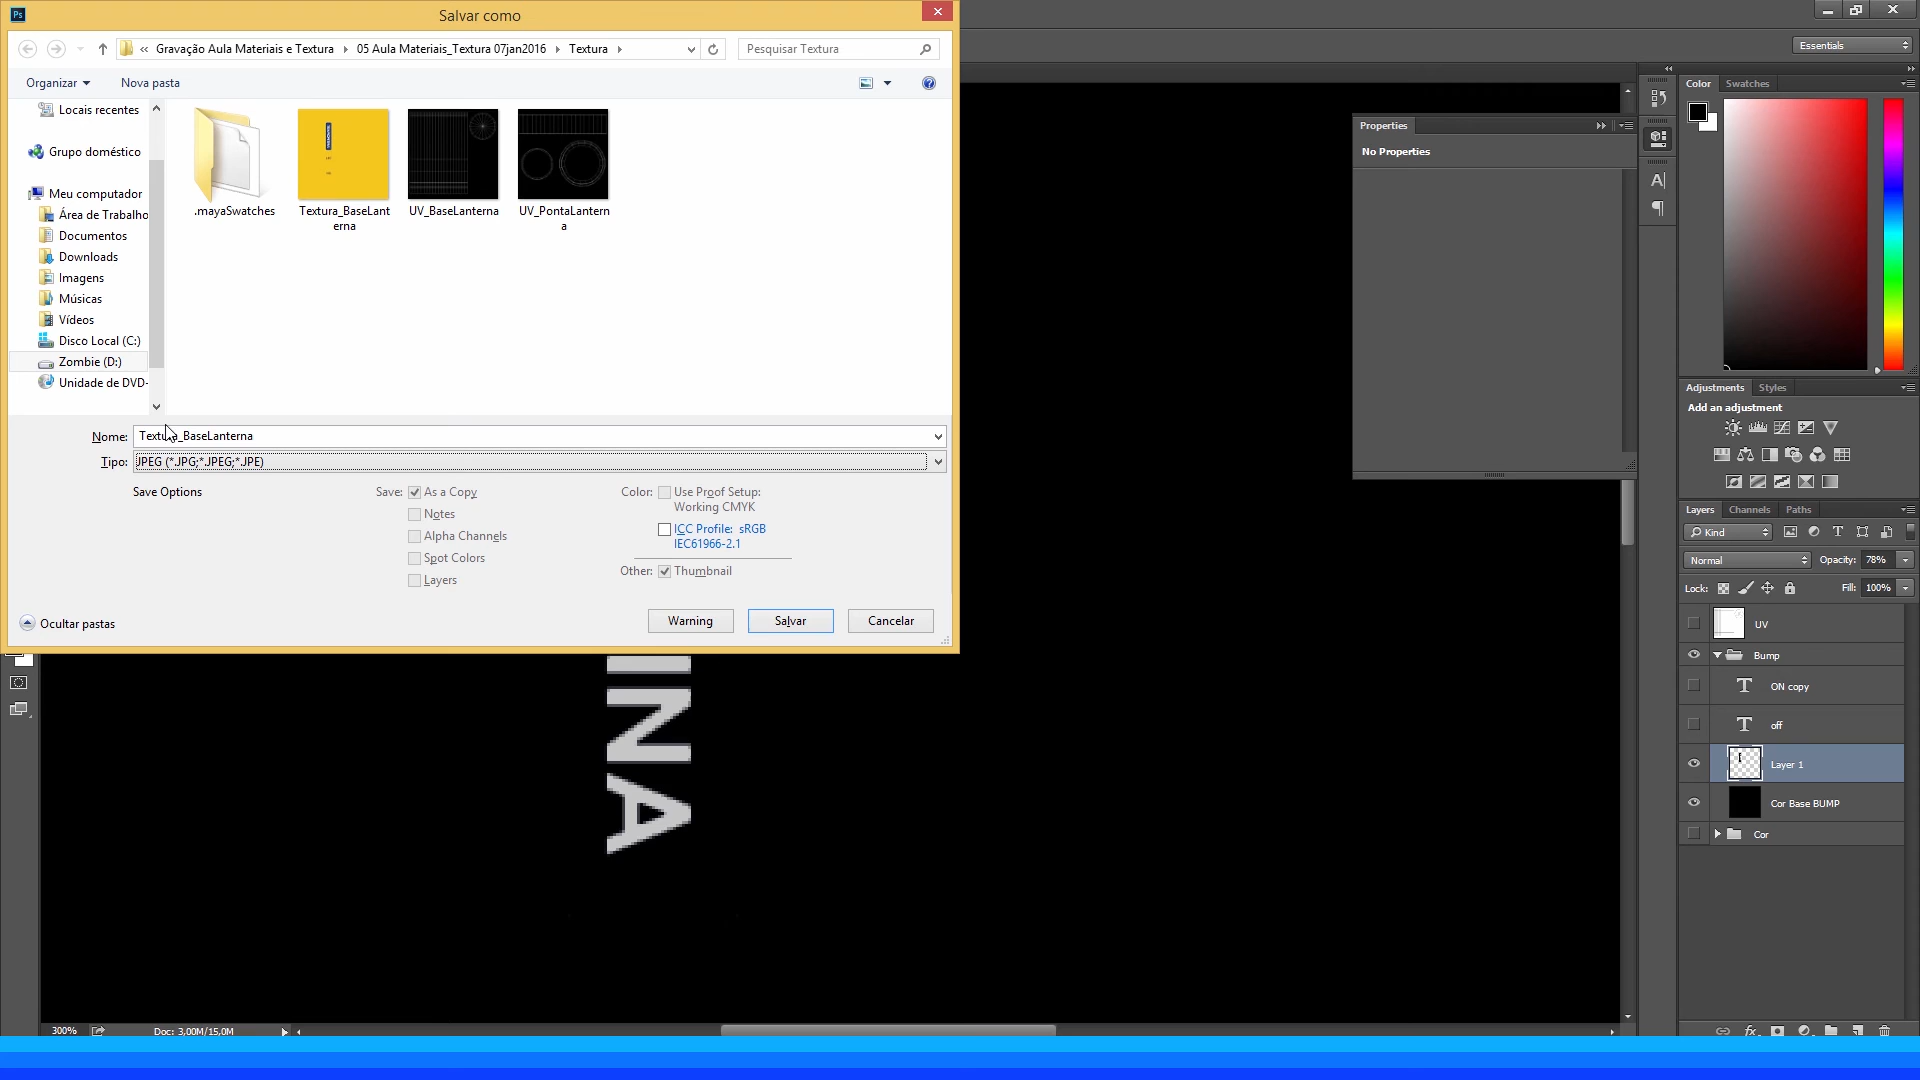 Ps
Salvar como
« Gravação Aula Materiais e Textura
05 Aula Materiais_Textura 07jan2016
Textura
Pesquisar Textura
Organizar
Nova pasta
Locais recentes
Grupo doméstico
Meu computador
Área de Trabalho
Documentos
Downloads
Imagens
Músicas
Vídeos
Disco Local (C:)
Zombie (D:)
Unidade de DVD-
.mayaSwatches
Textura_BaseLant
erna
UV_BaseLanterna
UV_PontaLantern
a
Nome: Textura_BaseLanterna
Tipo: JPEG (*.JPG;*.JPEG;*.JPE)
Save Options
Save: As a Copy
Notes
Alpha Channels
Spot Colors
Layers
Color: Use Proof Setup:
Working CMYK
ICC Profile: sRGB
IEC61966-2.1
Other: Thumbnail
Ocultar pastas
Warning
Salvar
Cancelar
INA
300%
Doc: 3,00M/15,0M
Essentials
Properties
No Properties
Color
Swatches
Adjustments
Styles
Add an adjustment
Layers
Channels
Paths
Kind
Normal
Opacity: 78%
Lock:
Fill: 100%
UV
Bump
ON copy
off
Layer 1
Cor Base BUMP
Cor